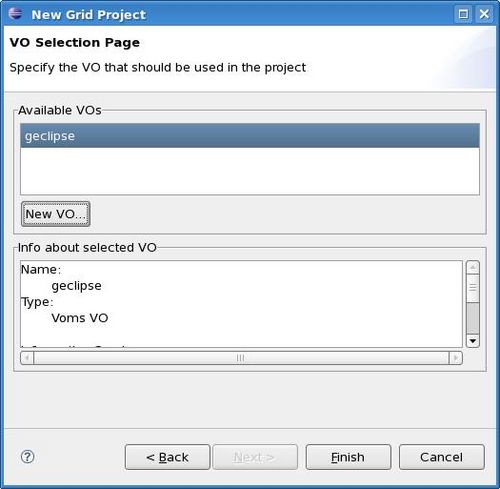 New Grid Project
VO Selection Page
Specify the VO that should be used in the project
Available VOs
geclipse
New VO...
Info about selected VO
Name:
geclipse
Type:
Voms VO
< Back
Next >
Finish
Cancel